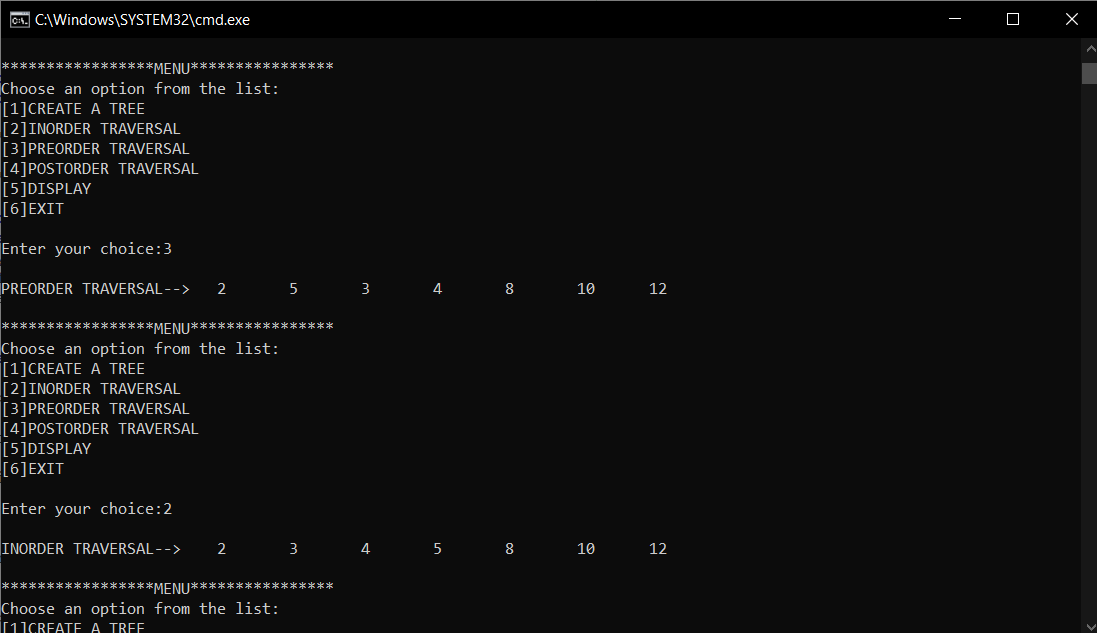 C:\Windows\SYSTEM32\cmd.exe
*****************MENU****************
Choose an option from the list:
[1]CREATE A TREE
[2]INORDER TRAVERSAL
[3]PREORDER TRAVERSAL
[4]POSTORDER TRAVERSAL
[5]DISPLAY
[6]EXIT
Enter your choice:3
PREORDER TRAVERSAL--> 2 5 3 4 8 10 12
*****************MENU****************
Choose an option from the list:
[1]CREATE A TREE
[2]INORDER TRAVERSAL
[3]PREORDER TRAVERSAL
[4]POSTORDER TRAVERSAL
[5]DISPLAY
[6]EXIT
Enter your choice:2
INORDER TRAVERSAL--> 2 3 4 5 8 10 12
*****************MENU****************
Choose an option from the list:
[1]CREATE A TREE